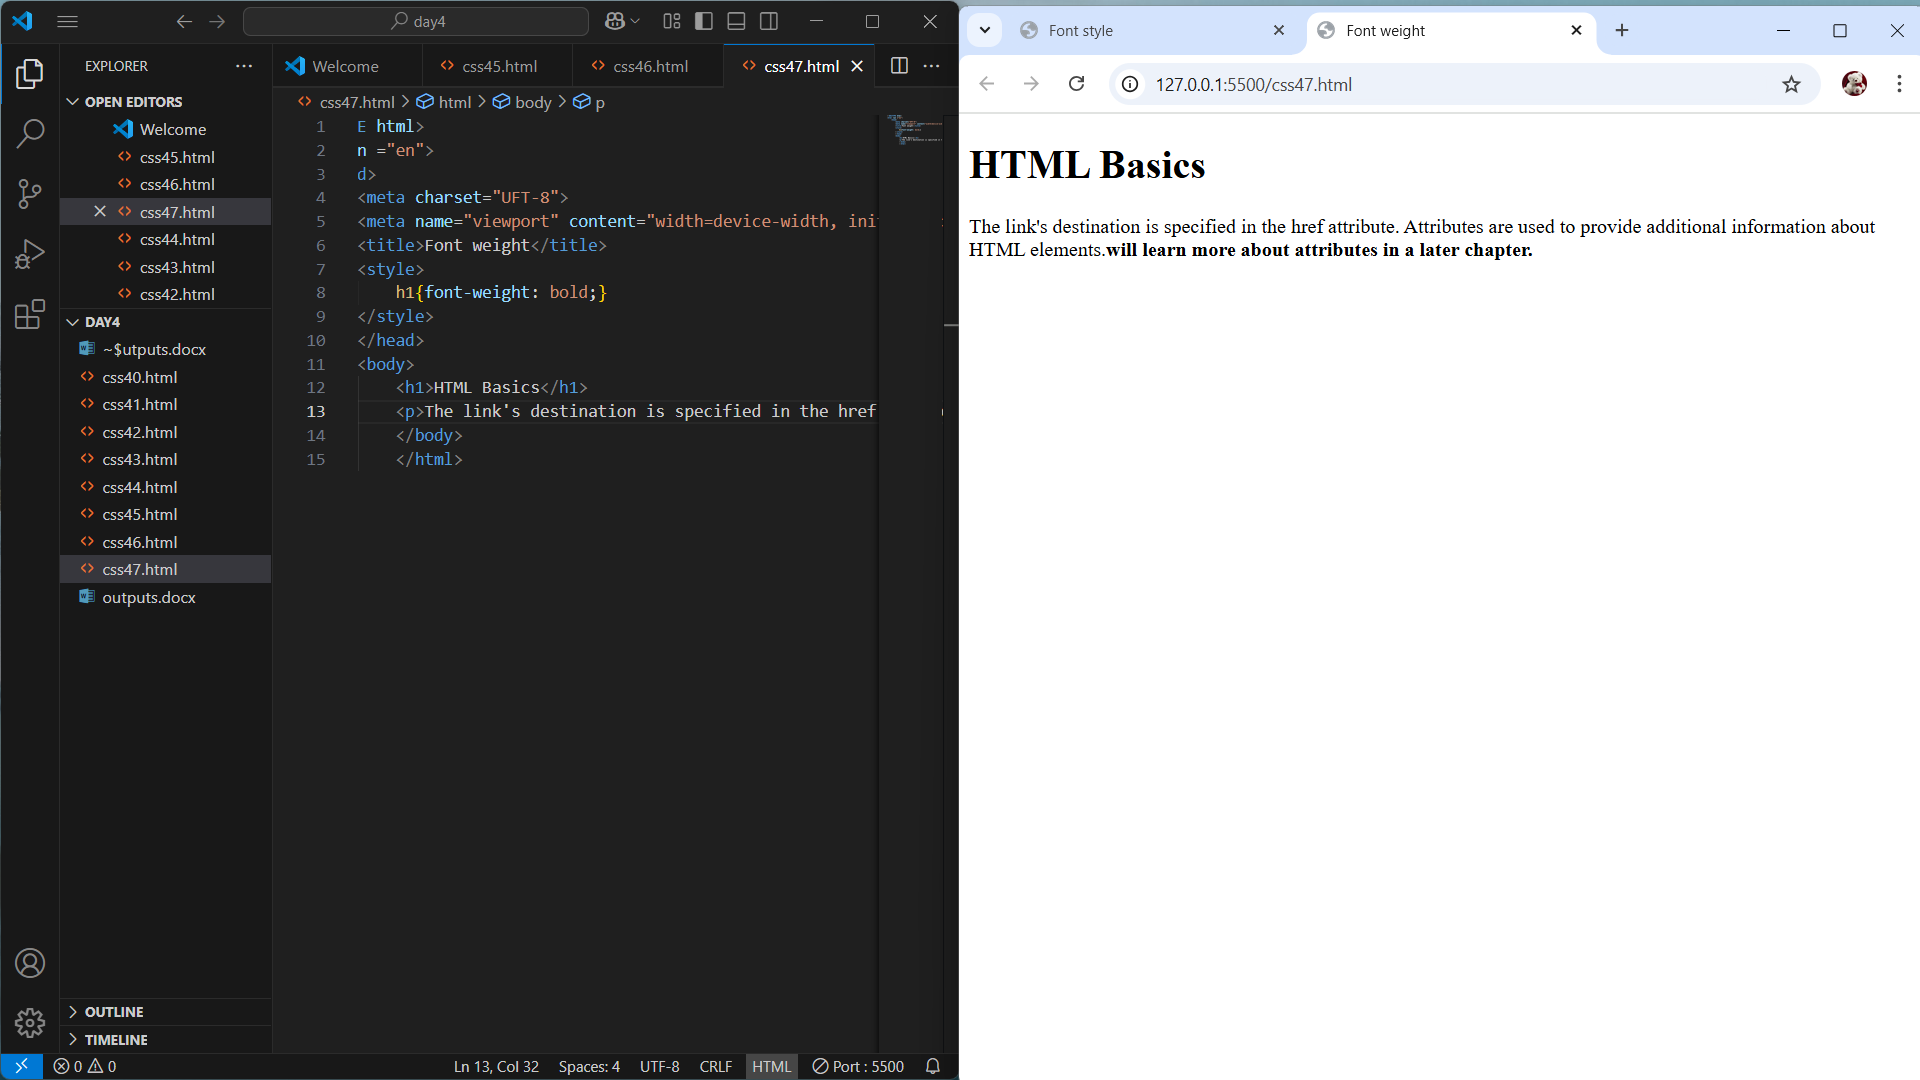 day4
EXPLORER
OPEN EDITORS
Welcome
css45.html
css46.html
css47.html
css44.html
css43.html
css42.html
DAY4
~$utputs.docx
css40.html
css41.html
css42.html
css43.html
css44.html
css45.html
css46.html
css47.html
outputs.docx
OUTLINE
TIMELINE
Welcome css45.html css46.html css47.html
css47.html > html > body > p
1 E html>
2 n ="en">
3 d>
4 <meta charset="UFT-8">
5 <meta name="viewport" content="width=device-width, ini
6 <title>Font weight</title>
7 <style>
8 h1{font-weight: bold;}
9 </style>
10 </head>
11 <body>
12 <h1>HTML Basics</h1>
13 <p>The link's destination is specified in the href
14 </body>
15 </html>
0 0 Ln 13, Col 32 Spaces: 4 UTF-8 CRLF HTML Port : 5500
Font style Font weight
127.0.0.1:5500/css47.html
HTML Basics
The link's destination is specified in the href attribute. Attributes are used to provide additional information about
HTML elements.will learn more about attributes in a later chapter.